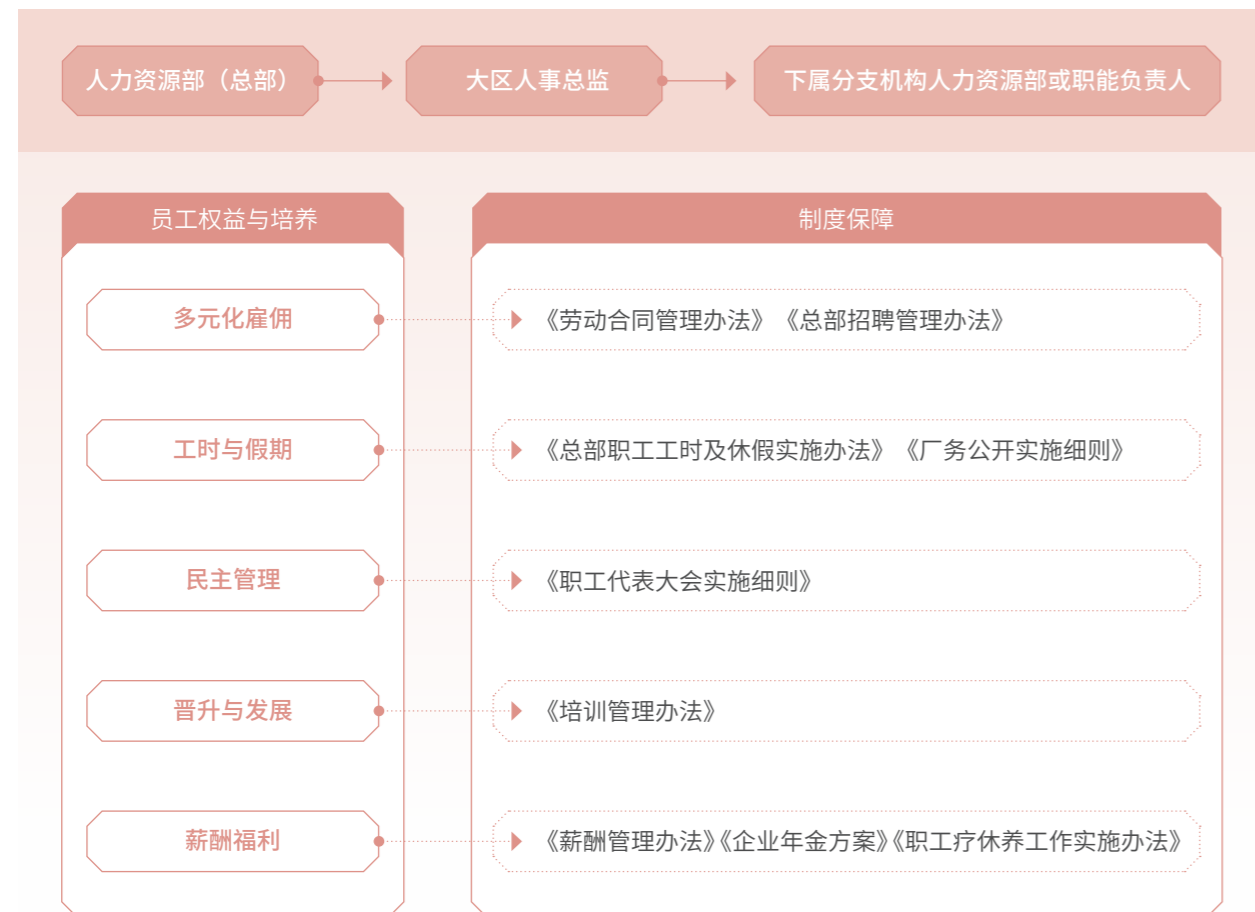 人力资源部（总部）
大区人事总监
下属分支机构人力资源部或职能负责人
员工权益与培养
制度保障
多元化雇佣
《劳动合同管理办法》《总部招聘管理办法》
工时与假期
《总部职工工时及休假实施办法》《厂务公开实施细则》
民主管理
《职工代表大会实施细则》
晋升与发展
《培训管理办法》
薪酬福利
《薪酬管理办法》《企业年金方案》《职工疗休养工作实施办法》